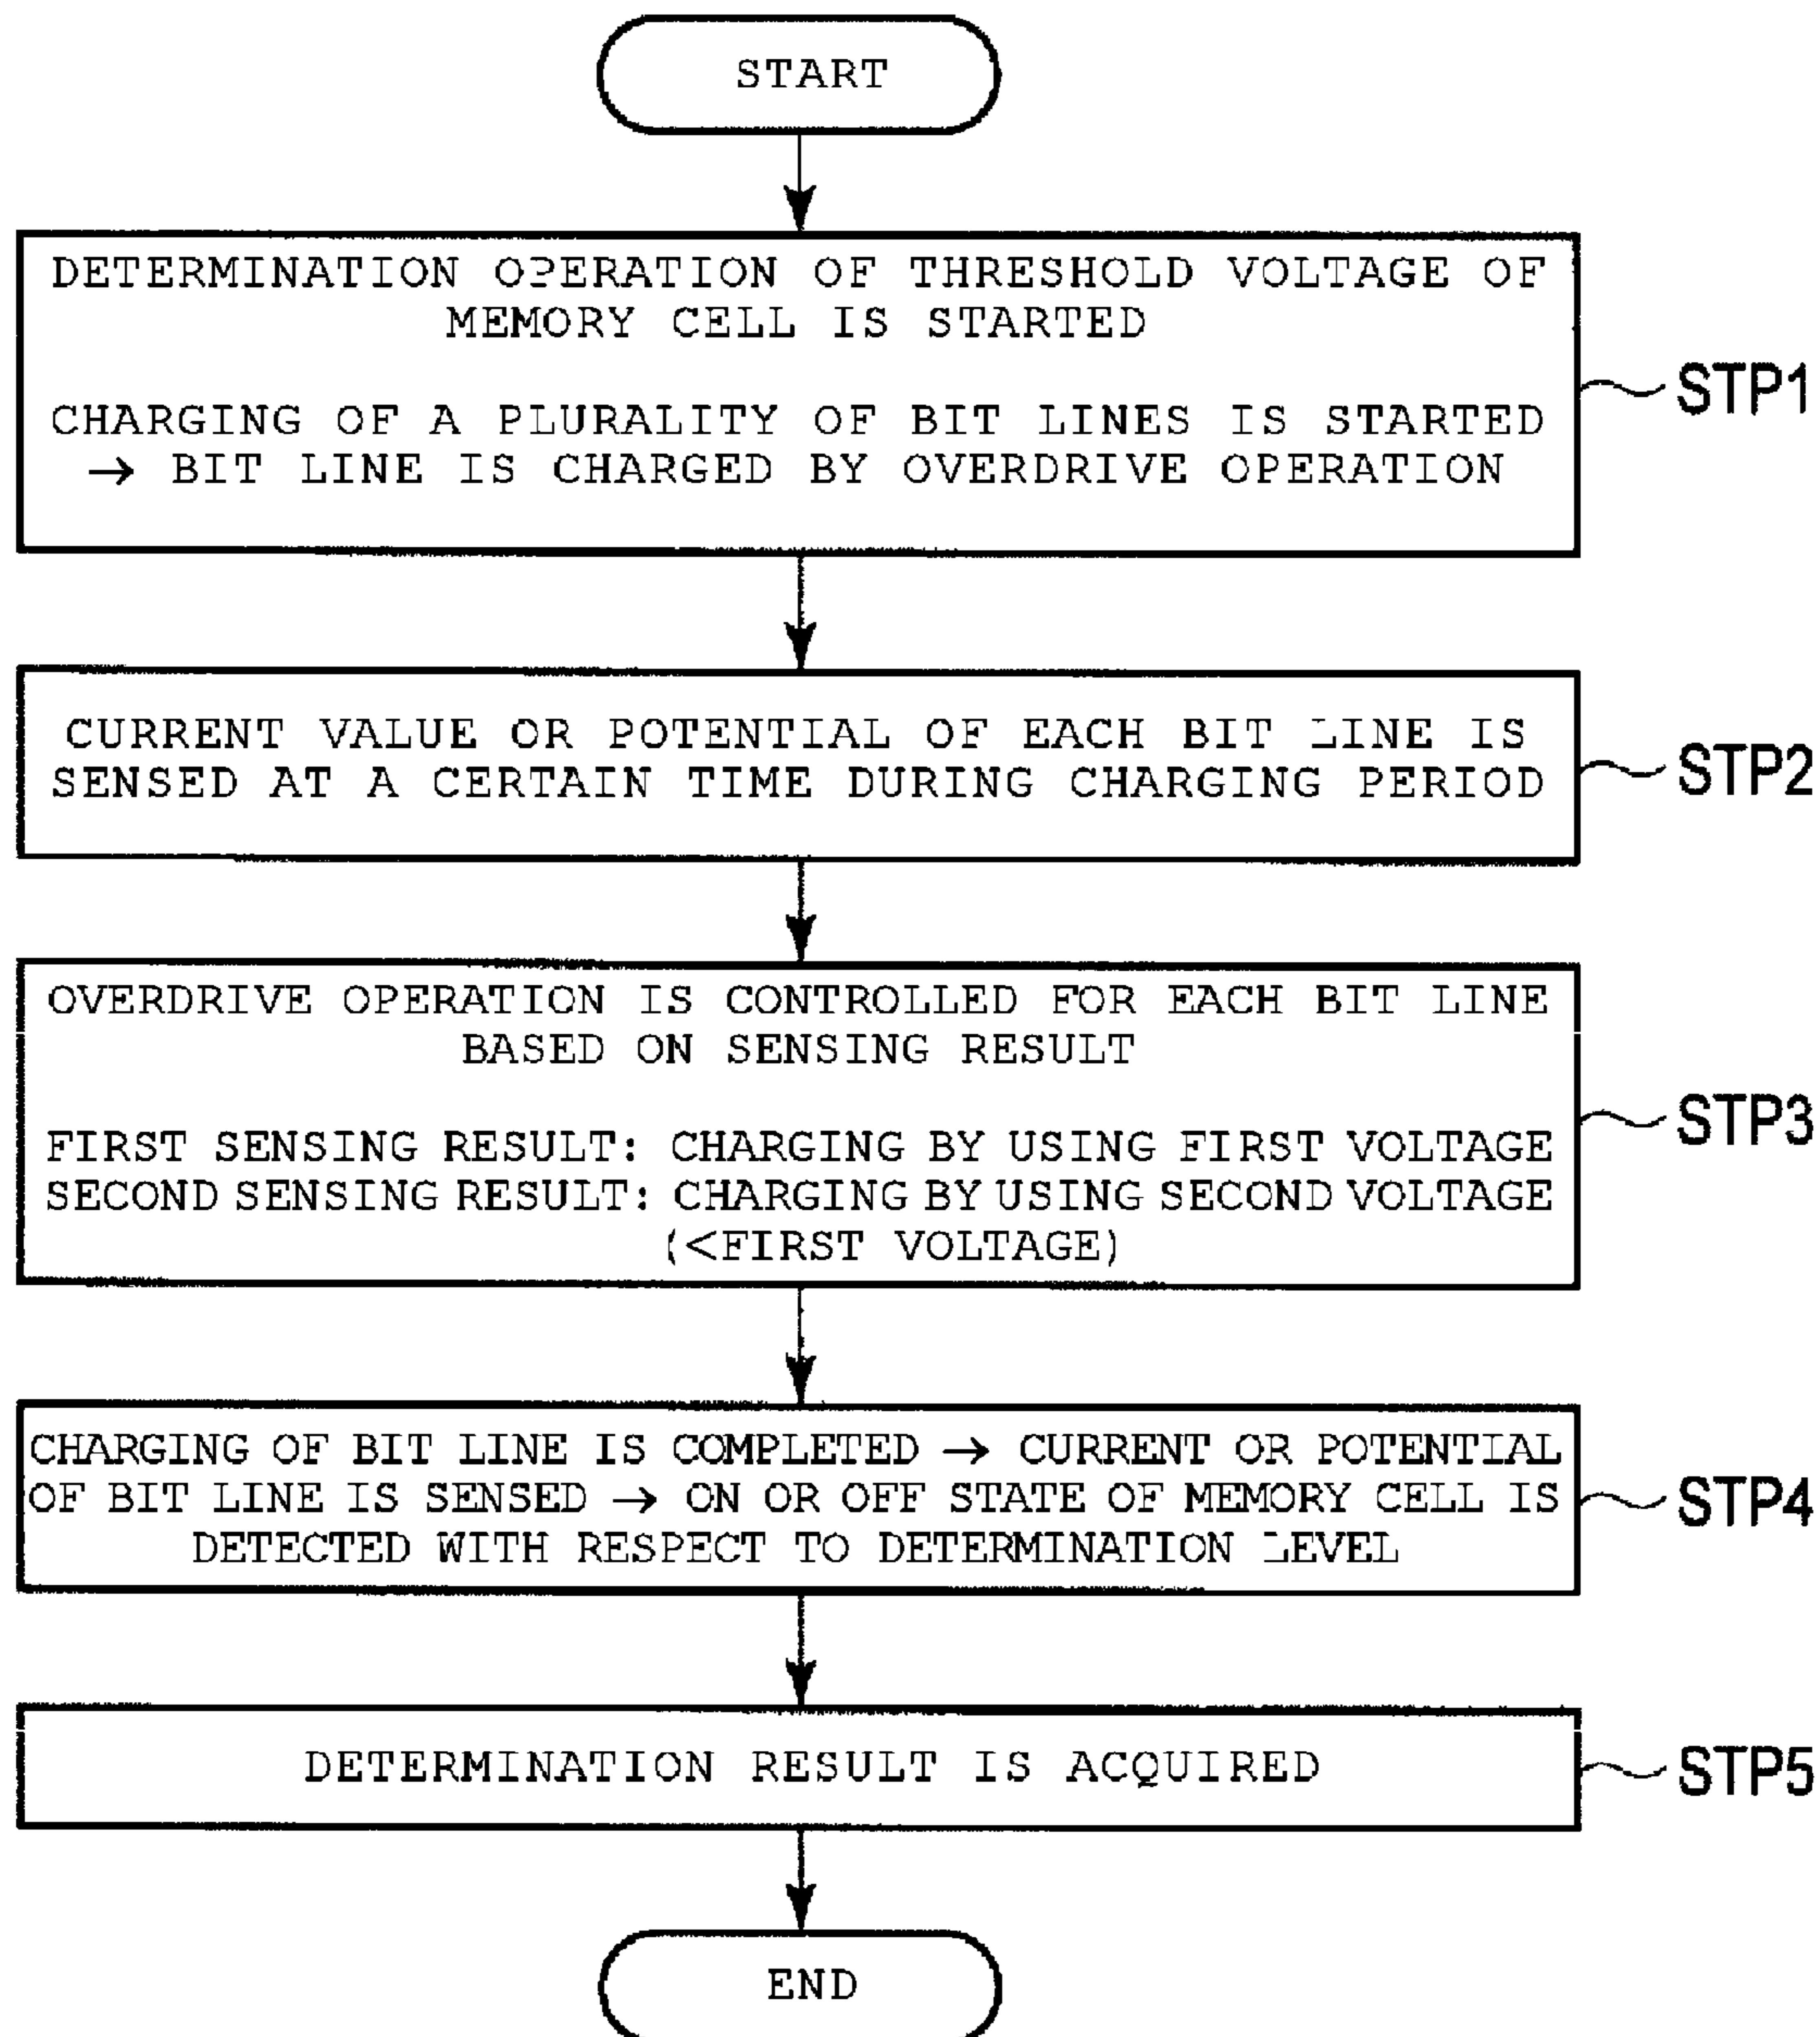 START
DETERMINATION OPERATION OF THRESHOLD VOLTAGE OF
MEMORY CELL IS STARTED
CHARGING OF A PLURALITY OF BIT LINES IS STARTED
→ BIT LINE IS CHARGED BY OVERDRIVE OPERATION
STP1
CURRENT VALUE OR POTENTIAL OF EACH BIT LINE IS
SENSED AT A CERTAIN TIME DURING CHARGING PERIOD
STP2
OVERDRIVE OPERATION IS CONTROLLED FOR EACH BIT LINE
BASED ON SENSING RESULT
FIRST SENSING RESULT: CHARGING BY USING FIRST VOLTAGE
SECOND SENSING RESULT: CHARGING BY USING SECOND VOLTAGE
(<FIRST VOLTAGE)
STP3
CHARGING OF BIT LINE IS COMPLETED → CURRENT OR POTENTIAL
OF BIT LINE IS SENSED → ON OR OFF STATE OF MEMORY CELL IS
DETECTED WITH RESPECT TO DETERMINATION LEVEL
STP4
DETERMINATION RESULT IS ACQUIRED
STP5
END